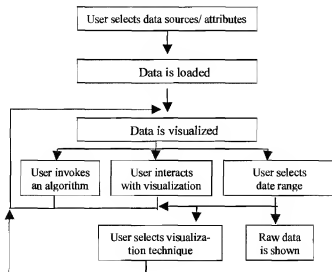 User selects data sources/ attributes
Data is loaded
Data is visualized
User invokes
an algorithm
User interacts
with visualization
User selects
date range
User selects visualiza-
tion technique
Raw data
is shown